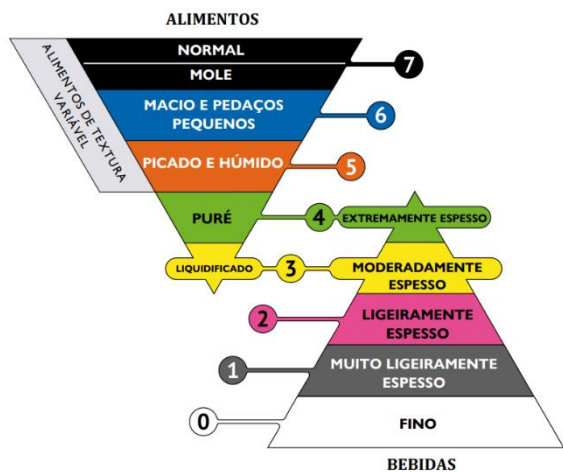 ALIMENTOS
NORMAL
MOLE
7
ALIMENTOS DE TEXTURA
VARIÁVEL
MACIO E PEDAÇOS
PEQUENOS
6
PICADO E HÚMIDO
5
PURÉ
4
EXTREMAMENTE ESPESSO
LIQUIDIFICADO
3
MODERADAMENTE
ESPESSO
2
LIGEIRAMENTE
ESPESSO
1
MUITO LIGEIRAMENTE
ESPESSO
0
FINO
BEBIDAS